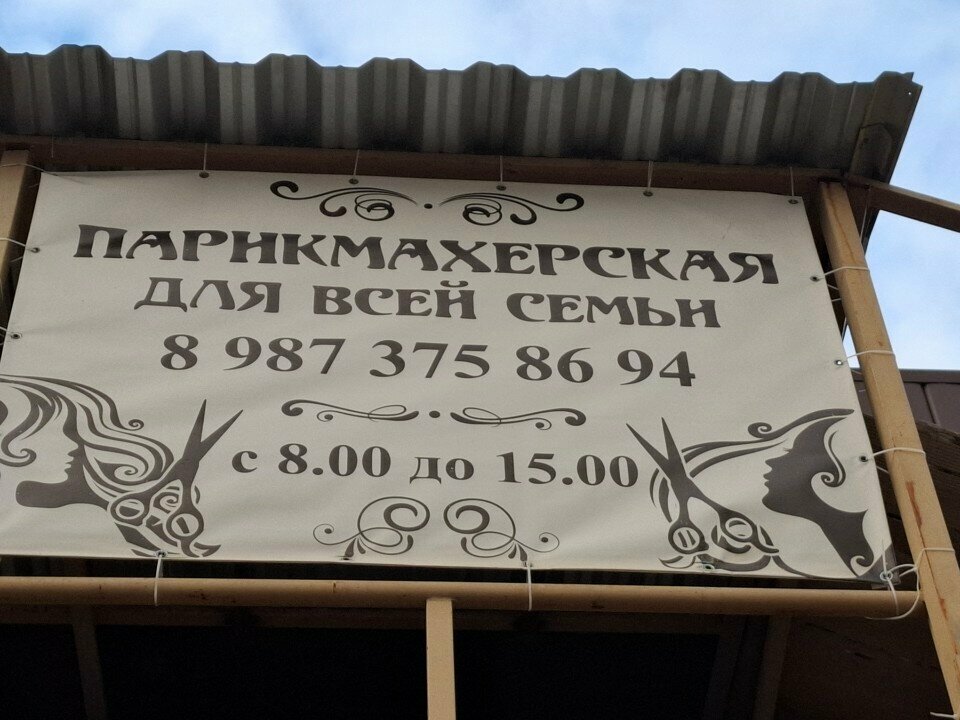 ПАРИКМАХЕРСКАЯ
ДЛЯ ВСЕЙ СЕМЬИ
8 987 375 86 94
с 8.00 до 15.00